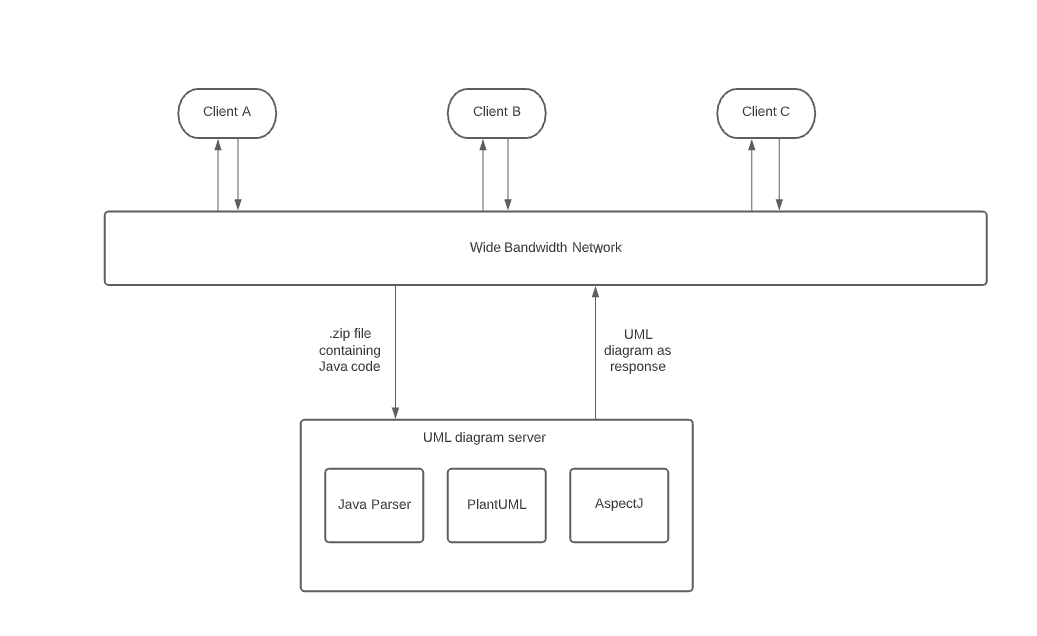 Client A
Client B
Client C
Wide Bandwidth Network
.zip file
containing
Java code
UML
diagram as
response
UML diagram server
Java Parser
PlantUML
AspectJ